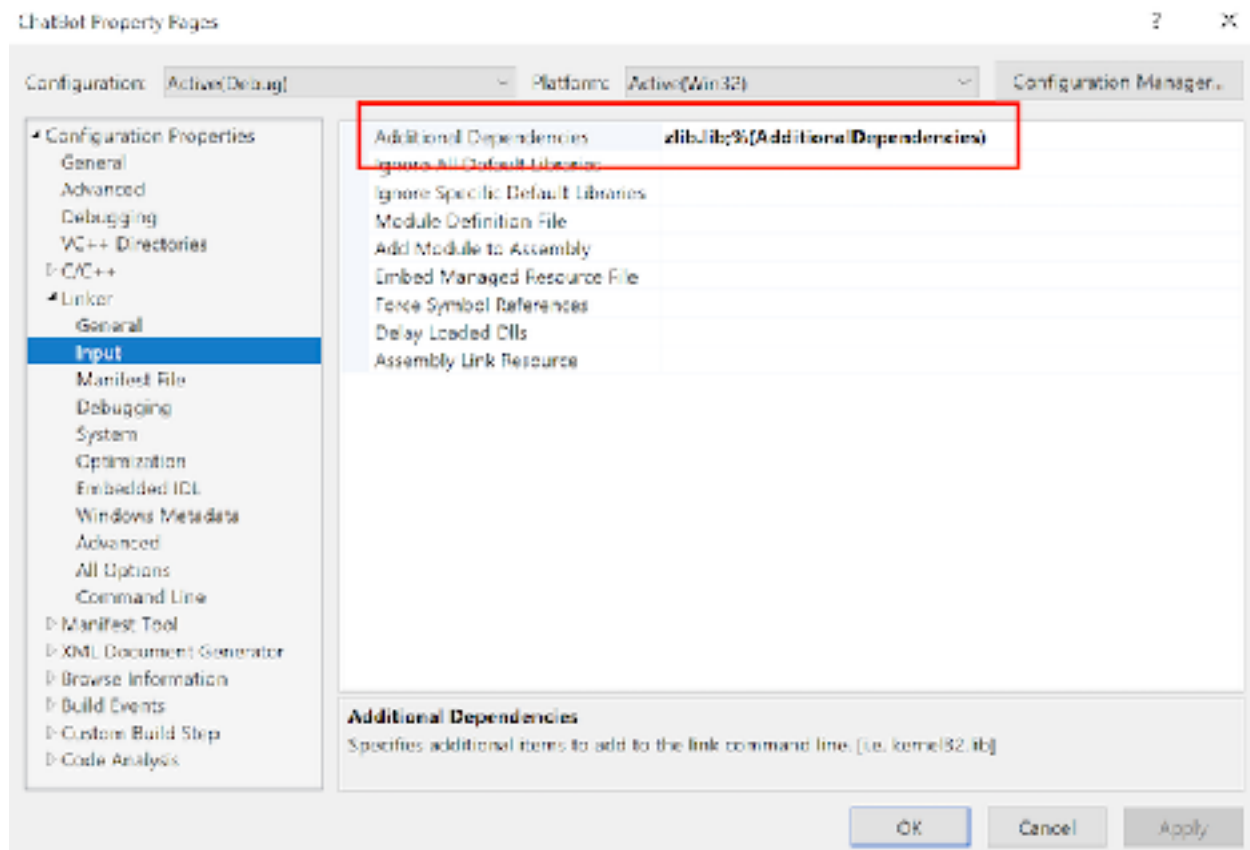 ChatBot Property Pages
? ×
Configuration: Active(Debug) Platform: Active(Win32) Configuration Manager...
Configuration Properties
General
Advanced
Debugging
VC++ Directories
C/C++
Linker
General
Input
Manifest File
Debugging
System
Optimization
Embedded IDL
Windows Metadata
Advanced
All Options
Command Line
Manifest Tool
XML Document Generator
Browse Information
Build Events
Custom Build Step
Code Analysis
Additional Dependencies zlib.lib;%(AdditionalDependencies)
Ignore All Default Libraries
Ignore Specific Default Libraries
Module Definition File
Add Module to Assembly
Embed Managed Resource File
Force Symbol References
Delay Loaded Dlls
Assembly Link Resource
Additional Dependencies
Specifies additional items to add to the link command line. [i.e. kernel32.lib]
OK Cancel Apply